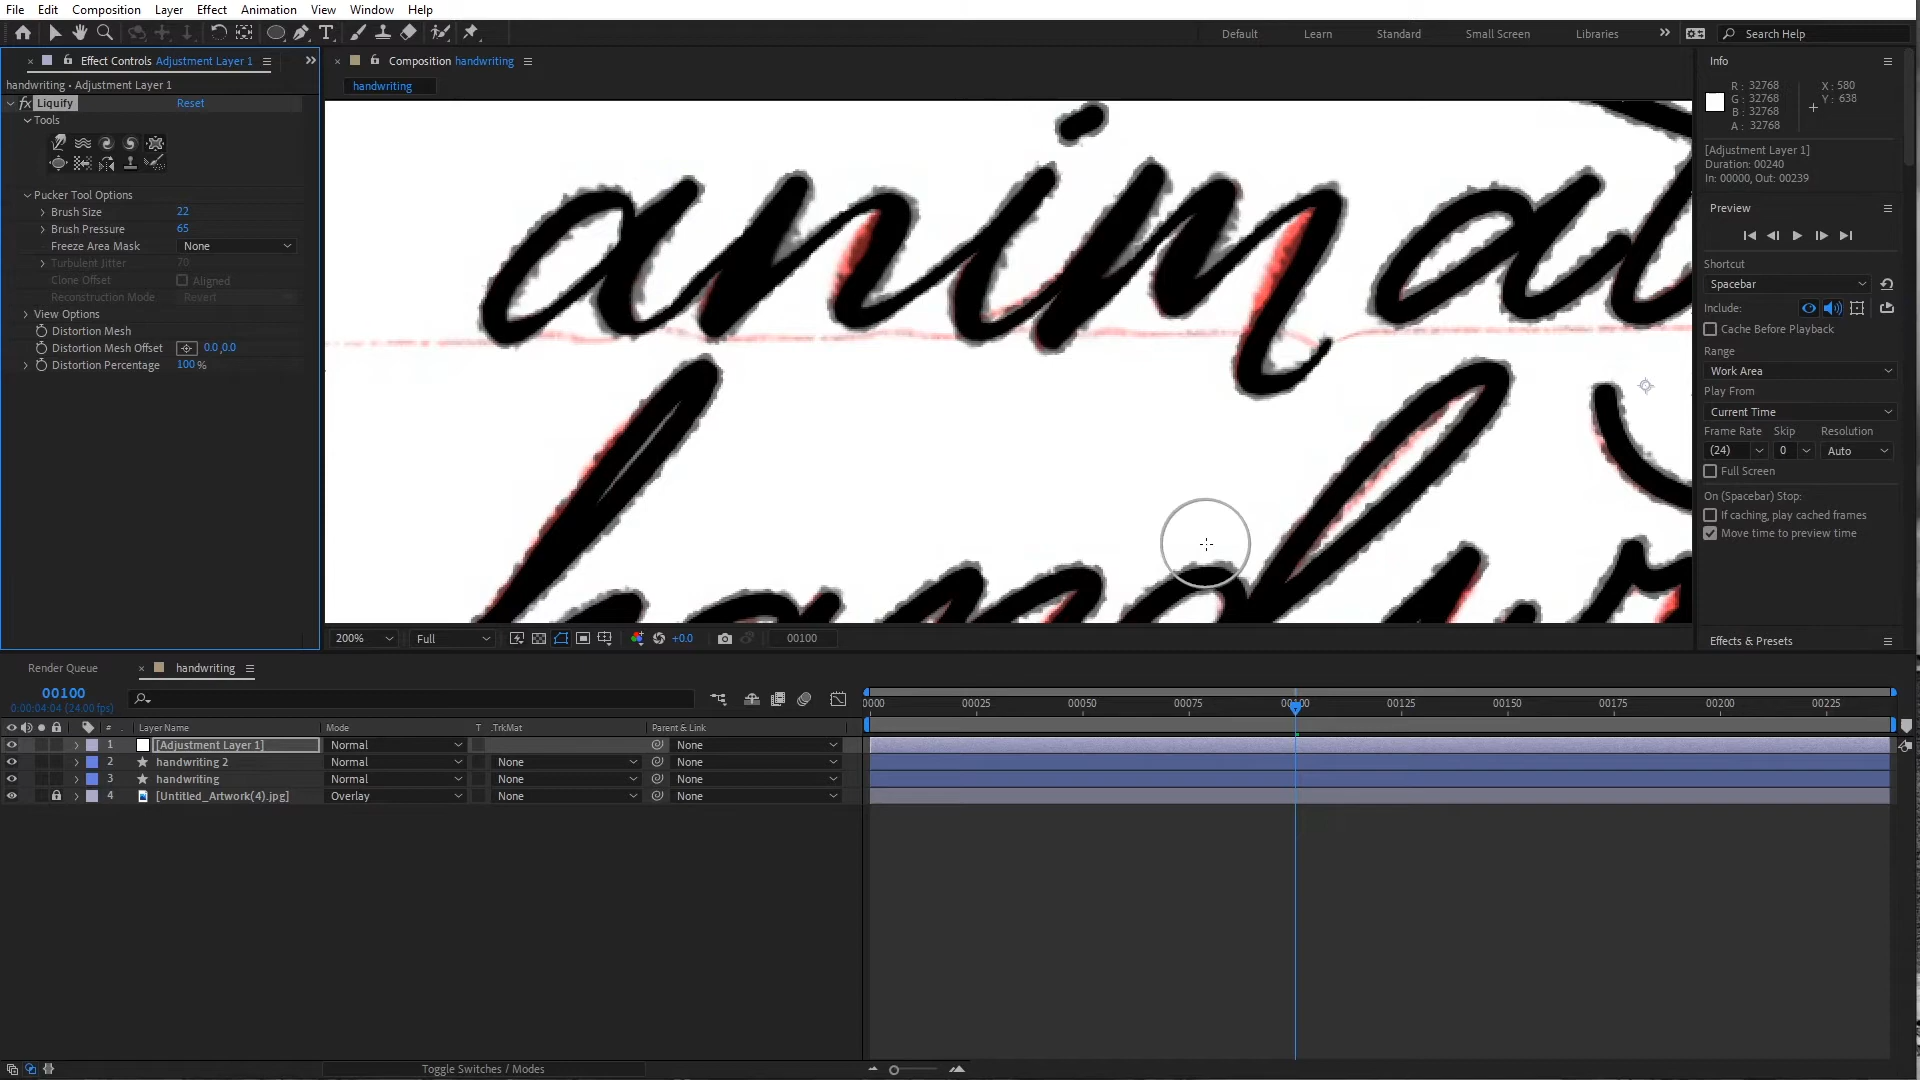 File Edit Composition Layer Effect Animation View Window Help
Default Learn Standard Small Screen Libraries Search Help
Effect Controls Adjustment Layer 1
handwriting • Adjustment Layer 1
fx Liquify Reset
Tools
Pucker Tool Options
Brush Size 22
Brush Pressure 65
Freeze Area Mask None
Turbulent Jitter 70
Clone Offset Aligned
Reconstruction Mode Revert
View Options
Distortion Mesh
Distortion Mesh Offset 0.0,0.0
Distortion Percentage 100 %
Composition handwriting
handwriting
200% Full +0.0 00100
Info
R : 32768
G : 32768
B : 32768
A : 32768
X : 580
Y : 638
[Adjustment Layer 1]
Duration: 00240
In: 00000, Out: 00239
Preview
Shortcut
Spacebar
Include:
Cache Before Playback
Range
Work Area
Play From
Current Time
Frame Rate Skip Resolution
(24) 0 Auto
Full Screen
On (Spacebar) Stop:
If caching, play cached frames
Move time to preview time
Effects & Presets
Render Queue handwriting
00100
0:00:04:04 (24.00 fps)
# Layer Name Mode T .TrkMat Parent & Link
1 [Adjustment Layer 1] Normal None
2 handwriting 2 Normal None None
3 handwriting Normal None None
4 [Untitled_Artwork(4).jpg] Overlay None None
0000 00025 00050 00075 00100 00125 00150 00175 00200 00225
Toggle Switches / Modes